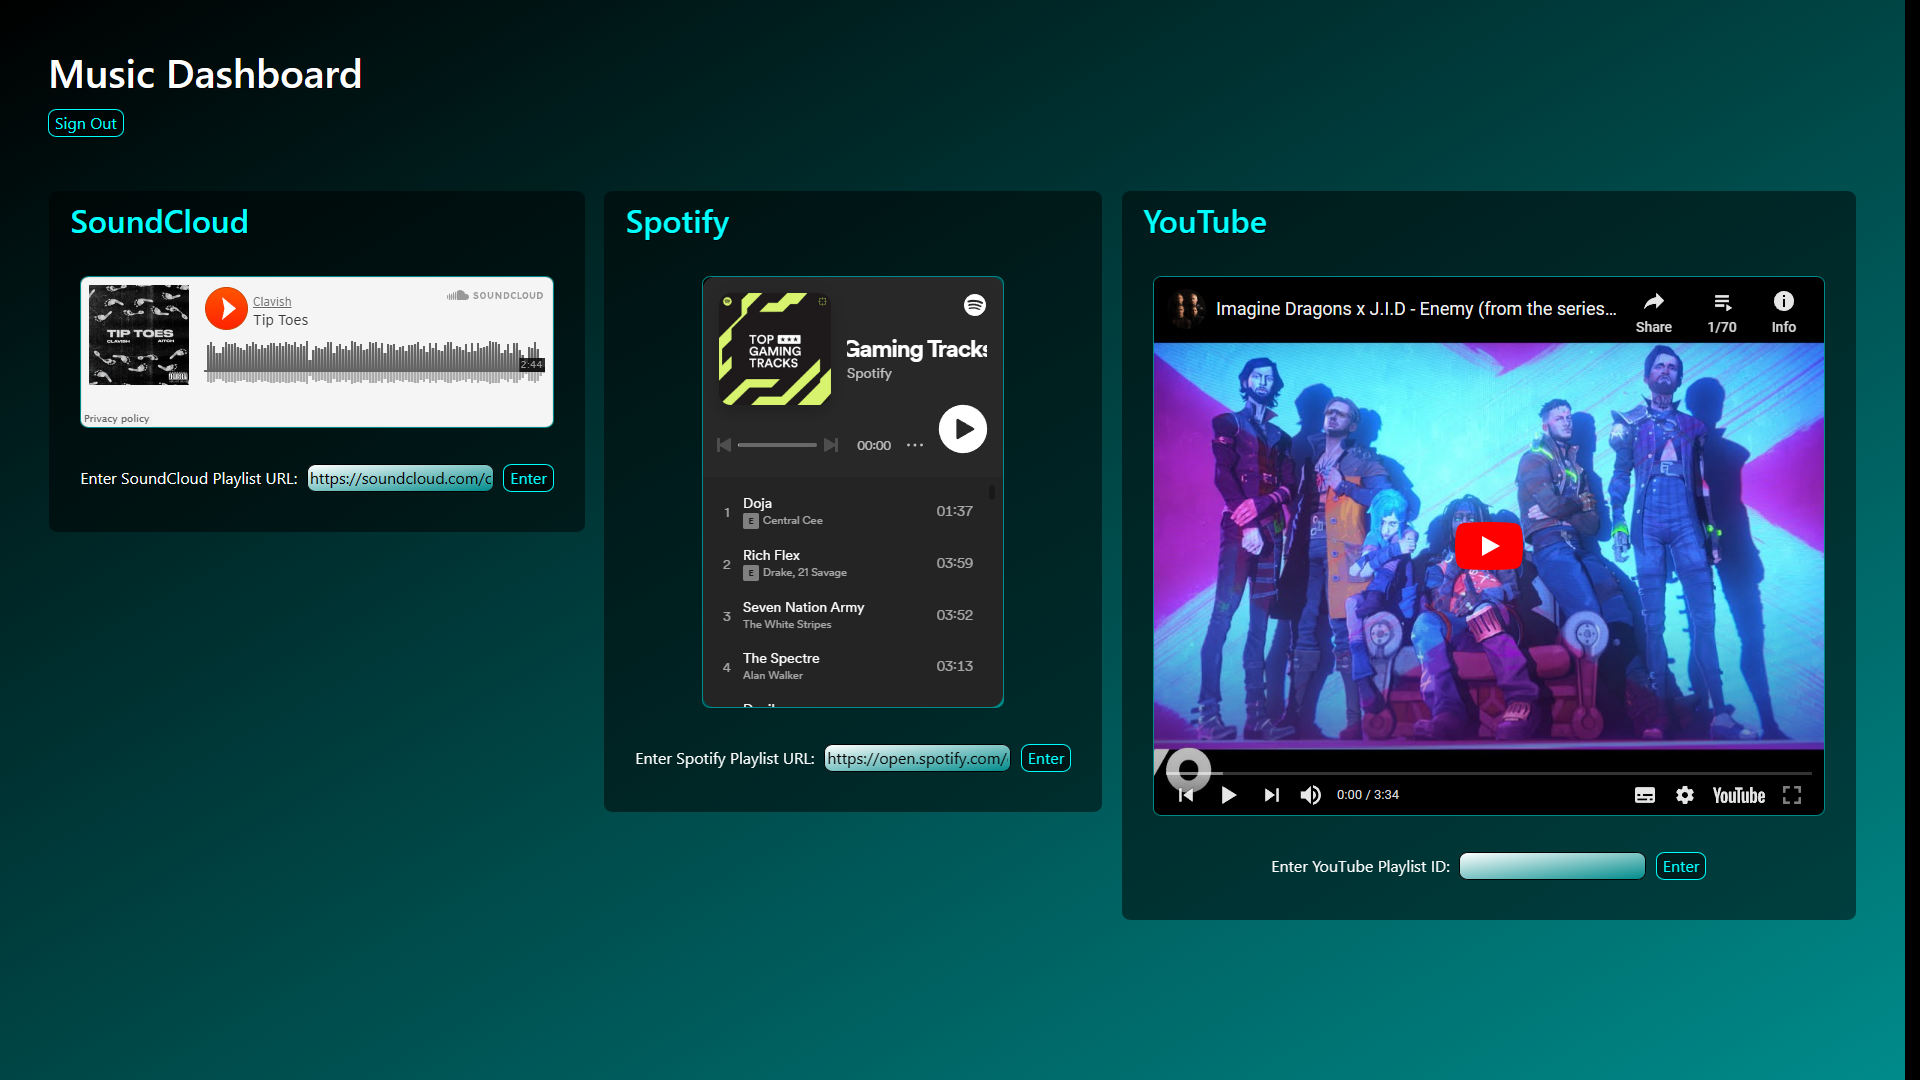 Music Dashboard
Sign Out
SoundCloud
TIP TOES
CLAVISH AITCH
Clavish
Tip Toes
SOUNDCLOUD
2:44
Privacy policy
Enter SoundCloud Playlist URL: https://soundcloud.com/c Enter
Spotify
TOP
GAMING
TRACKS
Gaming Tracks
Spotify
00:00
1 Doja 01:37
E Central Cee
2 Rich Flex 03:59
E Drake, 21 Savage
3 Seven Nation Army 03:52
The White Stripes
4 The Spectre 03:13
Alan Walker
Enter Spotify Playlist URL: https://open.spotify.com/ Enter
YouTube
Imagine Dragons x J.I.D - Enemy (from the series...
Share 1/70 Info
0:00 / 3:34 YouTube
Enter YouTube Playlist ID: Enter